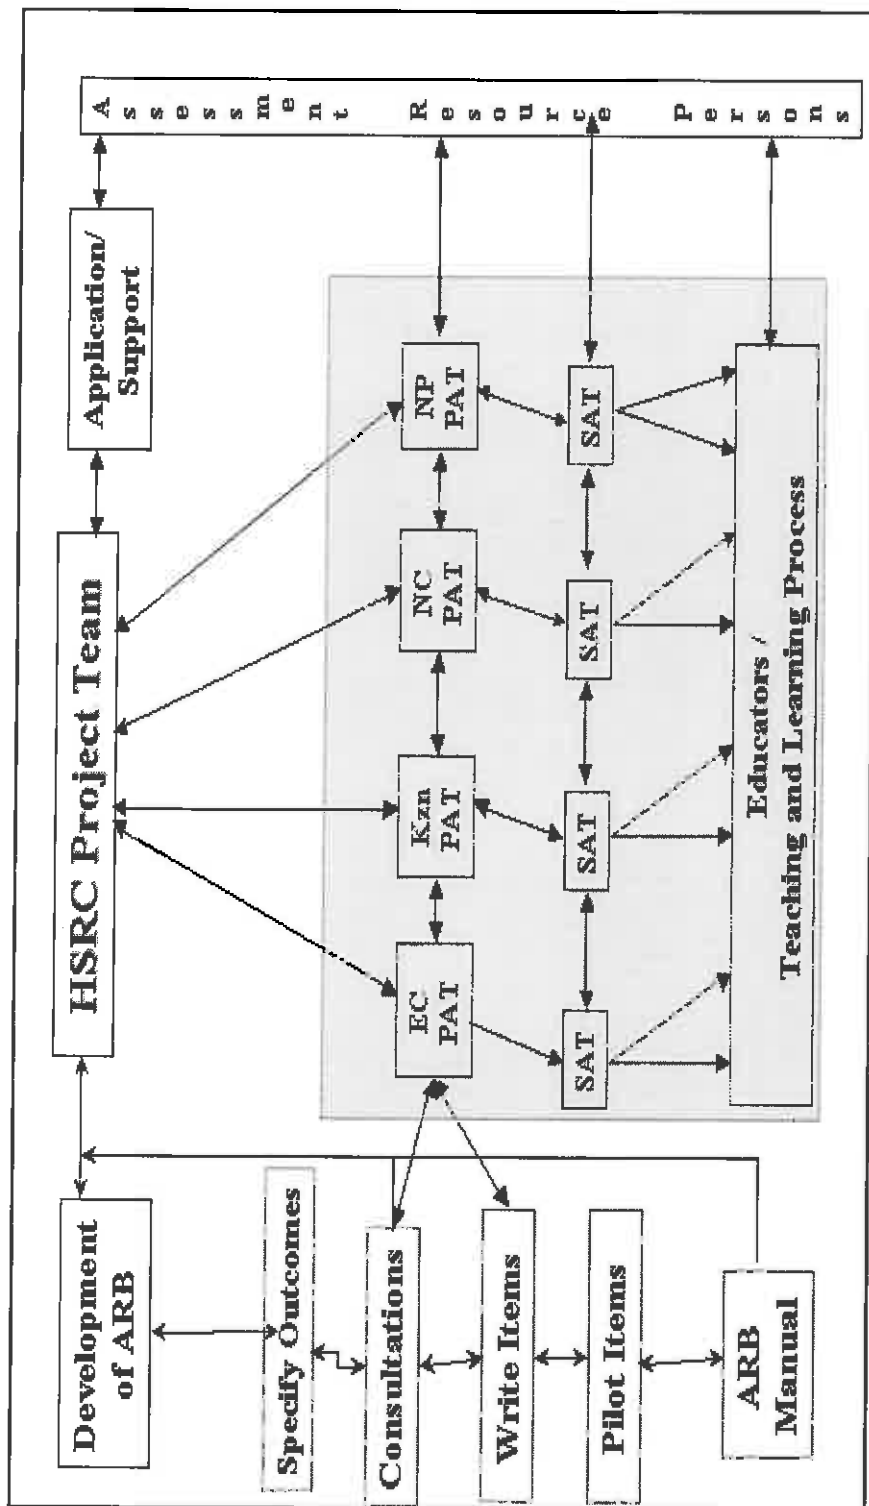 Development
of ARB
HSRC Project Team
Application/
Support
Assessment Resource Persons
Specify Outcomes
Consultations
Write Items
Pilot Items
ARB
Manual
EC
PAT
Kzn
PAT
NC
PAT
NP
PAT
SAT
SAT
SAT
SAT
Educators /
Teaching and Learning Process